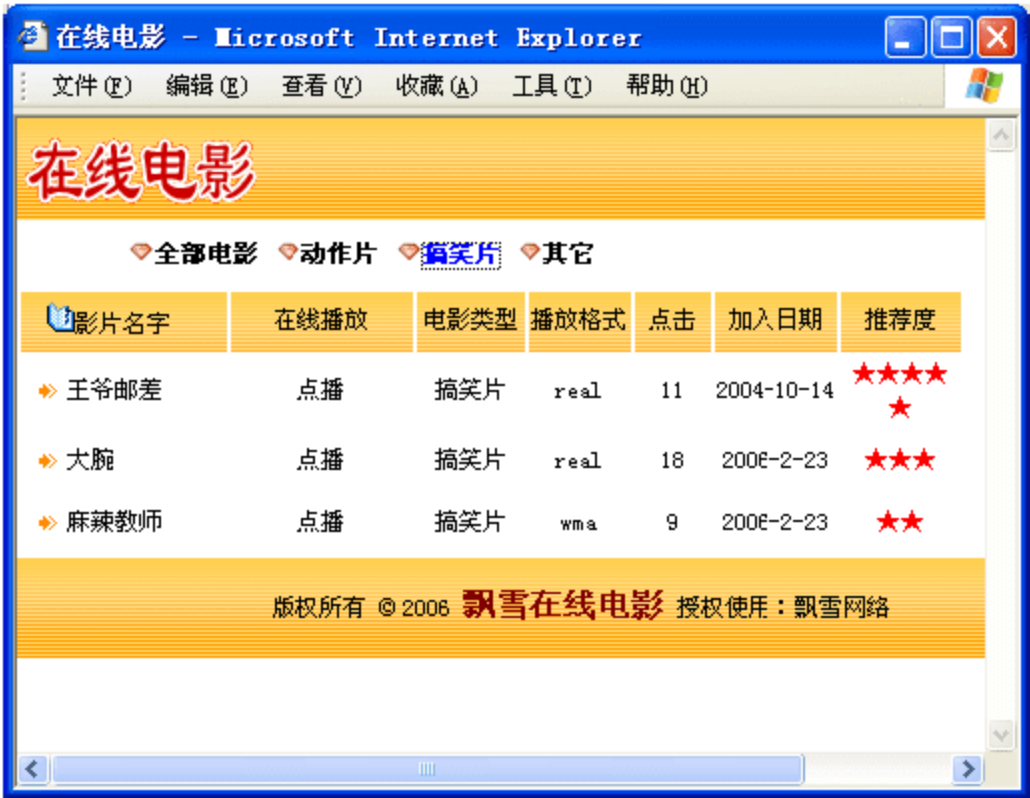 在线电影 - Microsoft Internet Explorer
文件(F) 编辑(E) 查看(V) 收藏(A) 工具(T) 帮助(H)
在线电影
全部电影 动作片 搞笑片 其它
影片名字 在线播放 电影类型 播放格式 点击 加入日期 推荐度
王爷邮差 点播 搞笑片 real 11 2004-10-14 ★★★★
★
大腕 点播 搞笑片 real 18 2006-2-23 ★★★
麻辣教师 点播 搞笑片 wma 9 2006-2-23 ★★
版权所有 © 2006 飘雪在线电影 授权使用：飘雪网络